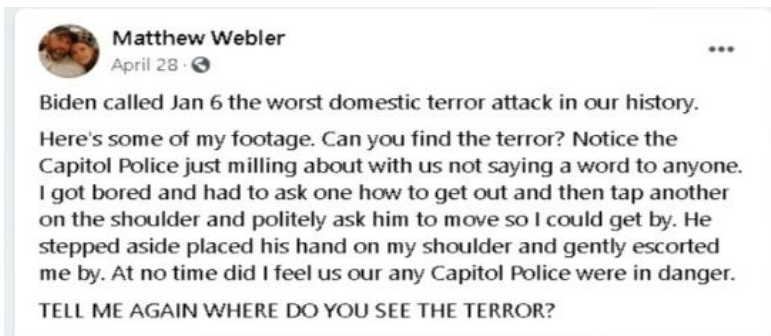 Matthew Webler
April 28 ·
Biden called Jan 6 the worst domestic terror attack in our history.
Here's some of my footage. Can you find the terror? Notice the
Capitol Police just milling about with us not saying a word to anyone.
I got bored and had to ask one how to get out and then tap another
on the shoulder and politely ask him to move so I could get by. He
stepped aside placed his hand on my shoulder and gently escorted
me by. At no time did I feel us our any Capitol Police were in danger.
TELL ME AGAIN WHERE DO YOU SEE THE TERROR?